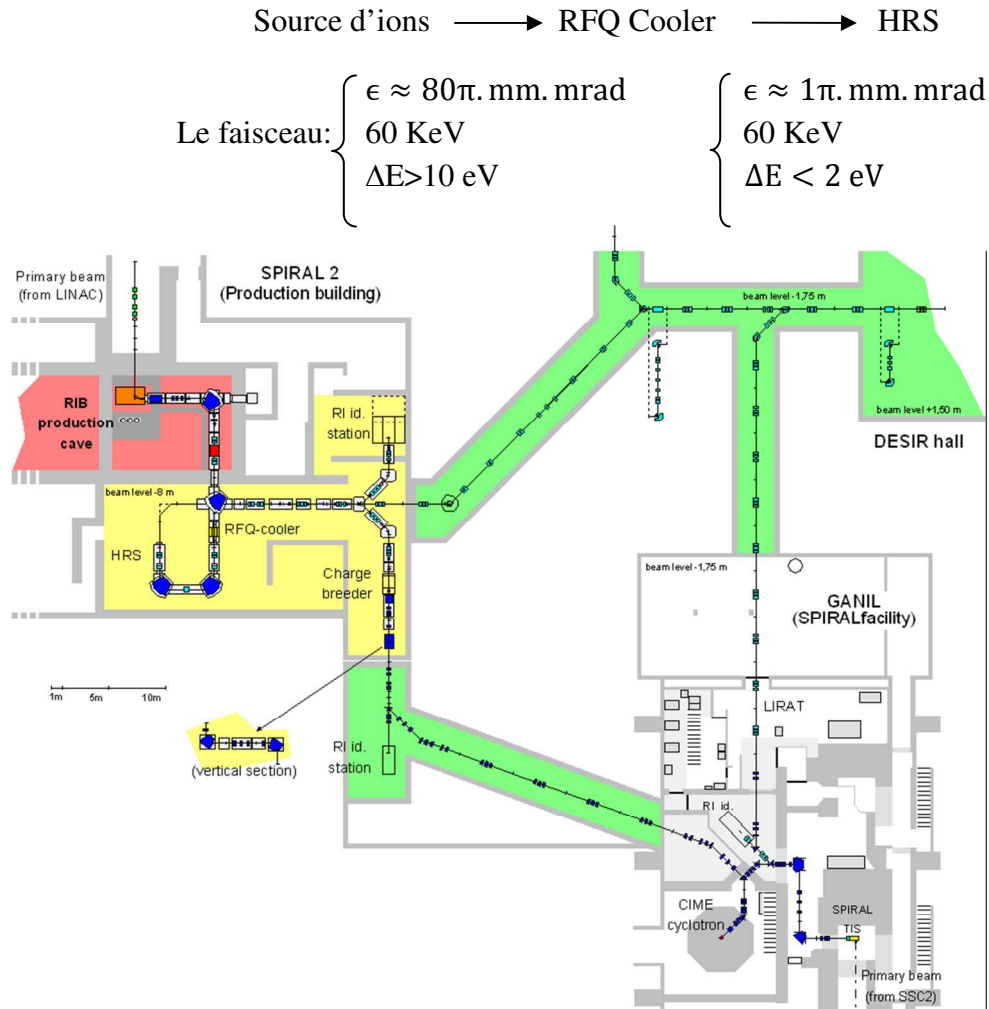 Source d'ions ⟶ RFQ Cooler ⟶ HRS
Le faisceau:
ϵ ≈ 80π. mm. mrad
60 KeV
ΔE>10 eV
ϵ ≈ 1π. mm. mrad
60 KeV
ΔE < 2 eV
Primary beam
(from LINAC)
SPIRAL 2
(Production building)
beam level -1,75 m
RIB
production
cave
RI id.
station
beam level +1,50 m
DESIR hall
beam level -8 m
RFQ-cooler
HRS
Charge
breeder
beam level -1,75 m
GANIL
(SPIRAL facility)
1m 5m 10m
LIRAT
(vertical section)
RI id.
station
RI id.
CIME
cyclotron
SPIRAL
TIS
Primary beam
(from SSC2)